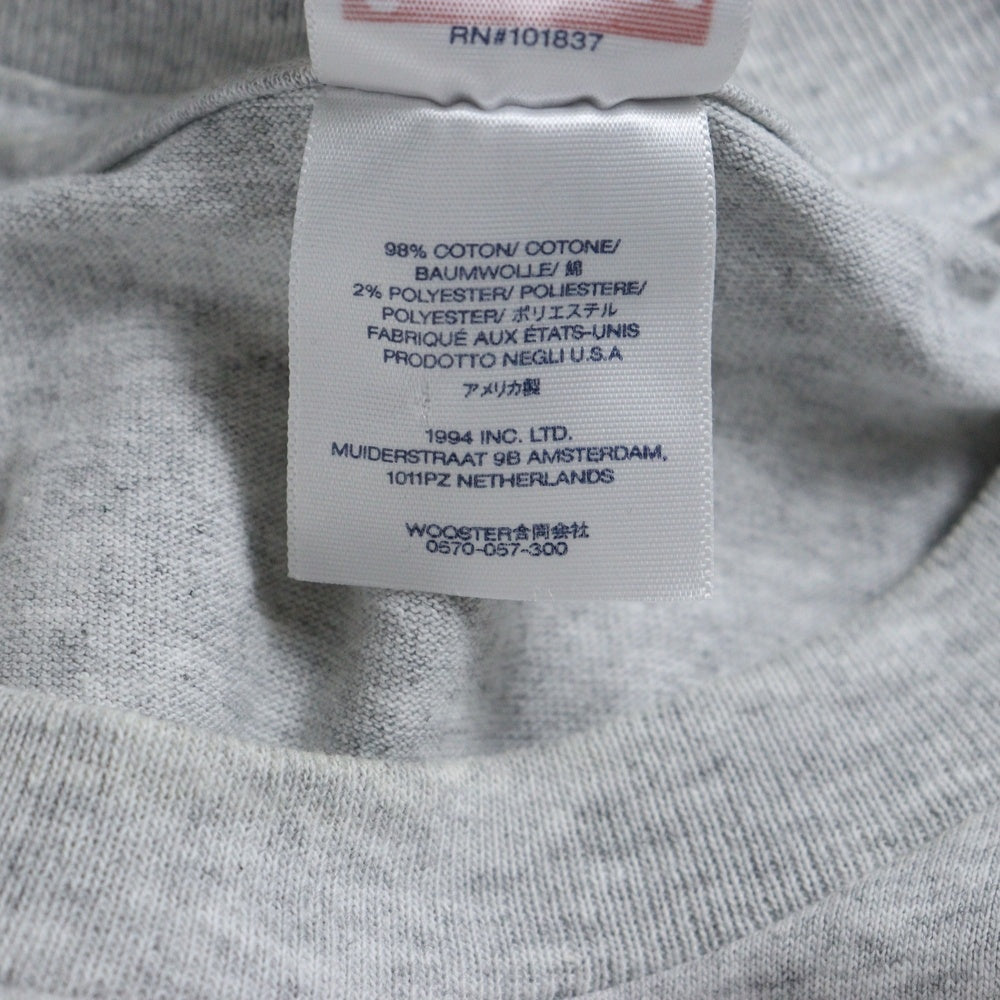 RN#101837
98% COTON/ COTONE/
BAUMWOLLE/ 綿
2% POLYESTER/ POLIESTERE/
POLYESTER/ ポリエステル
FABRIQUÉ AUX ÉTATS-UNIS
PRODOTTO NEGLI U.S.A
アメリカ製
1994 INC. LTD.
MUIDERSTRAAT 9B AMSTERDAM,
1011PZ NETHERLANDS
WOOSTER合同会社
0570-057-300